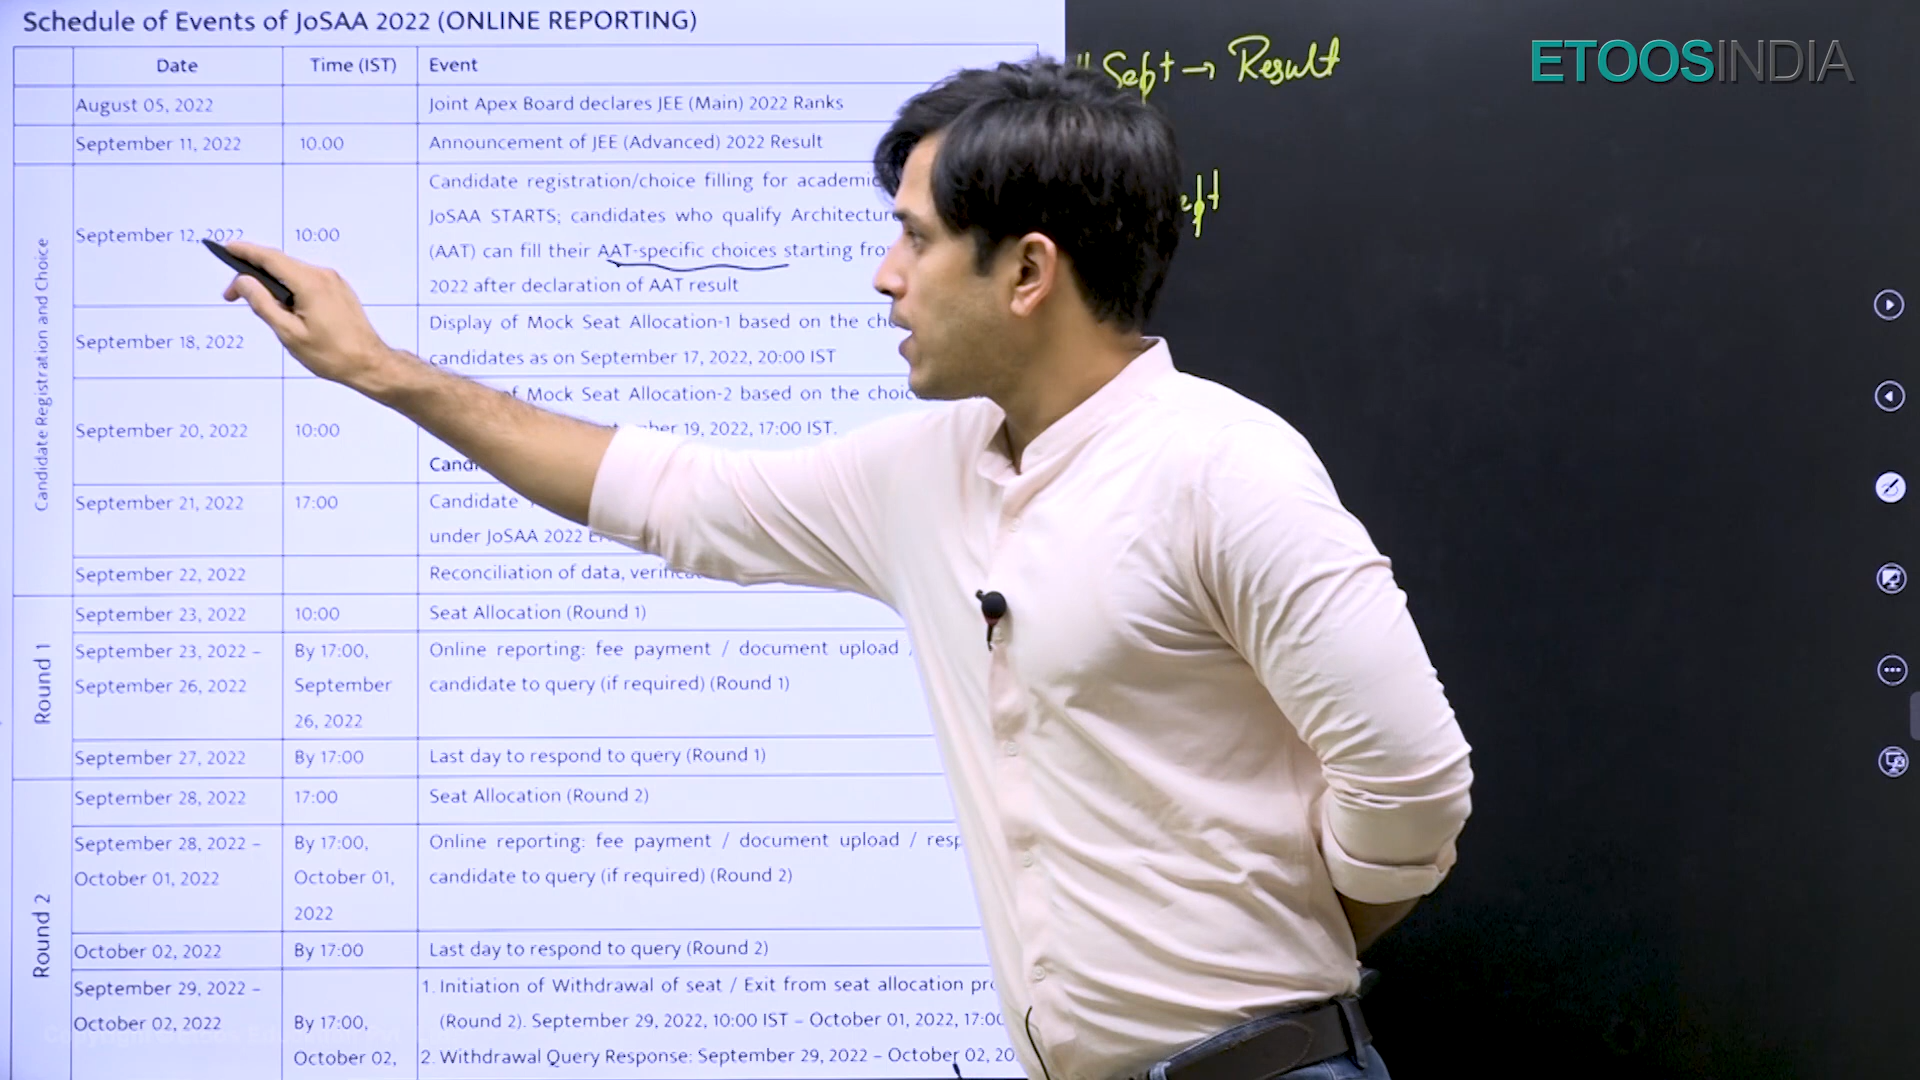 Schedule of Events of JoSAA 2022 (ONLINE REPORTING)
Date Time (IST) Event
August 05, 2022 Joint Apex Board declares JEE (Main) 2022 Ranks
September 11, 2022 10.00 Announcement of JEE (Advanced) 2022 Result
Candidate Registration and Choice
September 12, 2022 10:00
Candidate registration/choice filling for academic
JoSAA STARTS; candidates who qualify Architecture
(AAT) can fill their AAT-specific choices starting from
2022 after declaration of AAT result
September 18, 2022
Display of Mock Seat Allocation-1 based on the
candidates as on September 17, 2022, 20:00 IST
September 20, 2022 10:00
of Mock Seat Allocation-2 based on the
19, 2022, 17:00 IST.
September 21, 2022 17:00
Candidate
under JoSAA 2022
September 22, 2022 Reconciliation of data,
Round 1
September 23, 2022 10:00 Seat Allocation (Round 1)
September 23, 2022 –
September 26, 2022
By 17:00,
September
26, 2022
Online reporting: fee payment / document upload /
candidate to query (if required) (Round 1)
September 27, 2022 By 17:00 Last day to respond to query (Round 1)
Round 2
September 28, 2022 17:00 Seat Allocation (Round 2)
September 28, 2022 –
October 01, 2022
By 17:00,
October 01,
2022
Online reporting: fee payment / document upload /
candidate to query (if required) (Round 2)
October 02, 2022 By 17:00 Last day to respond to query (Round 2)
September 29, 2022 –
October 02, 2022
By 17:00,
October 02,
1. Initiation of Withdrawal of seat / Exit from seat allocation
(Round 2). September 29, 2022, 10:00 IST – October 01, 2022, 17:00
2. Withdrawal Query Response: September 29, 2022 – October 02, 20
11 Sept → Result
ETOOSINDIA